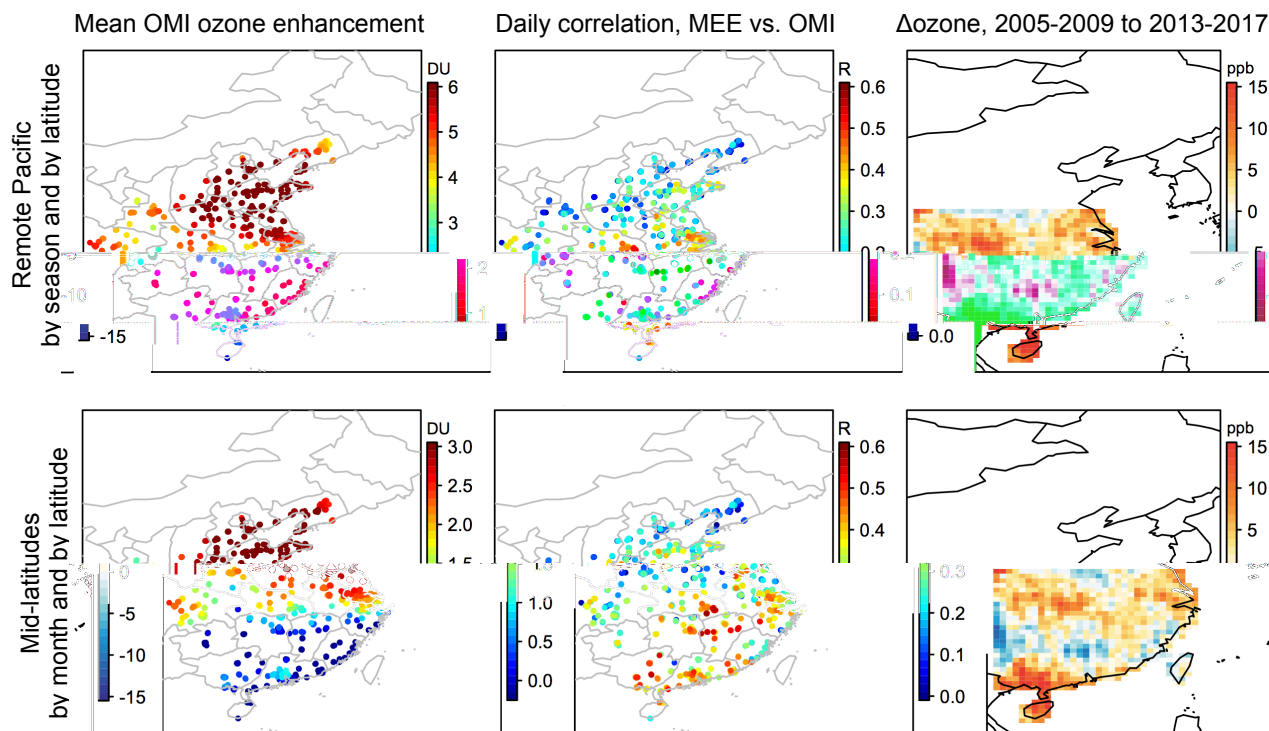 Mean OMI ozone enhancement
Daily correlation, MEE vs. OMI
Δozone, 2005-2009 to 2013-2017
Remote Pacific
by season and by latitude
DU
6
5
4
3
2
1
-10
-15
R
0.6
0.5
0.4
0.3
0.1
ppb
15
10
5
0
0.0
Mid-latitudes
by month and by latitude
DU
3.0
2.5
2.0
0
-5
-10
-15
R
0.6
0.5
0.4
1.0
0.5
0.0
ppb
15
10
5
0.3
0.2
0.1
0.0